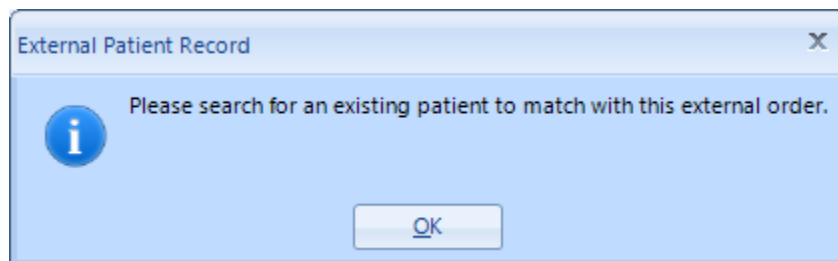 External Patient Record
Please search for an existing patient to match with this external order.
OK